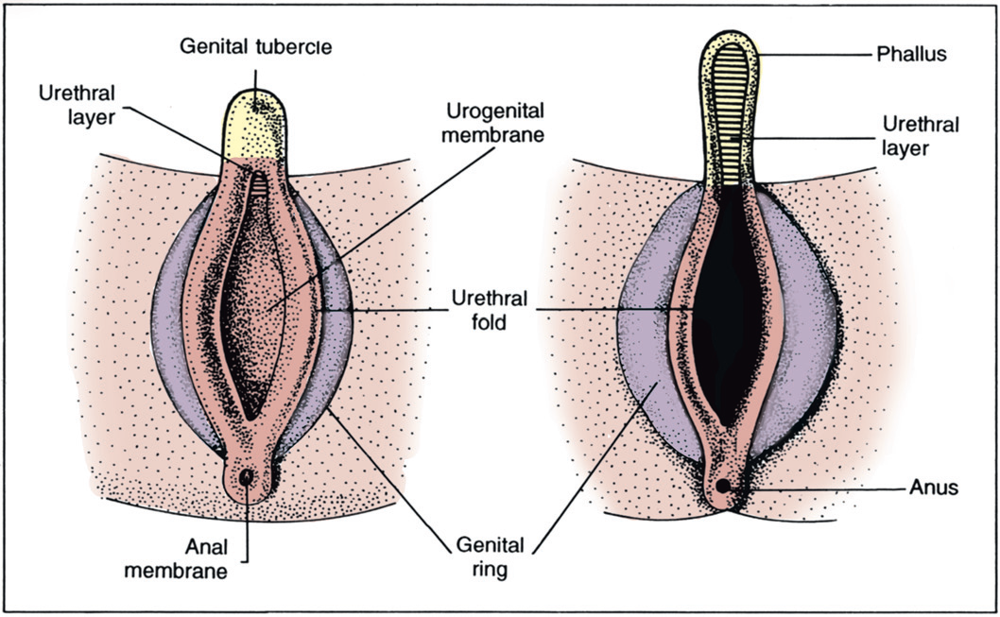 Genital tubercle
Urethral
layer
Urogenital
membrane
Phallus
Urethral
layer
Urethral
fold
Anus
Anal
membrane
Genital
ring